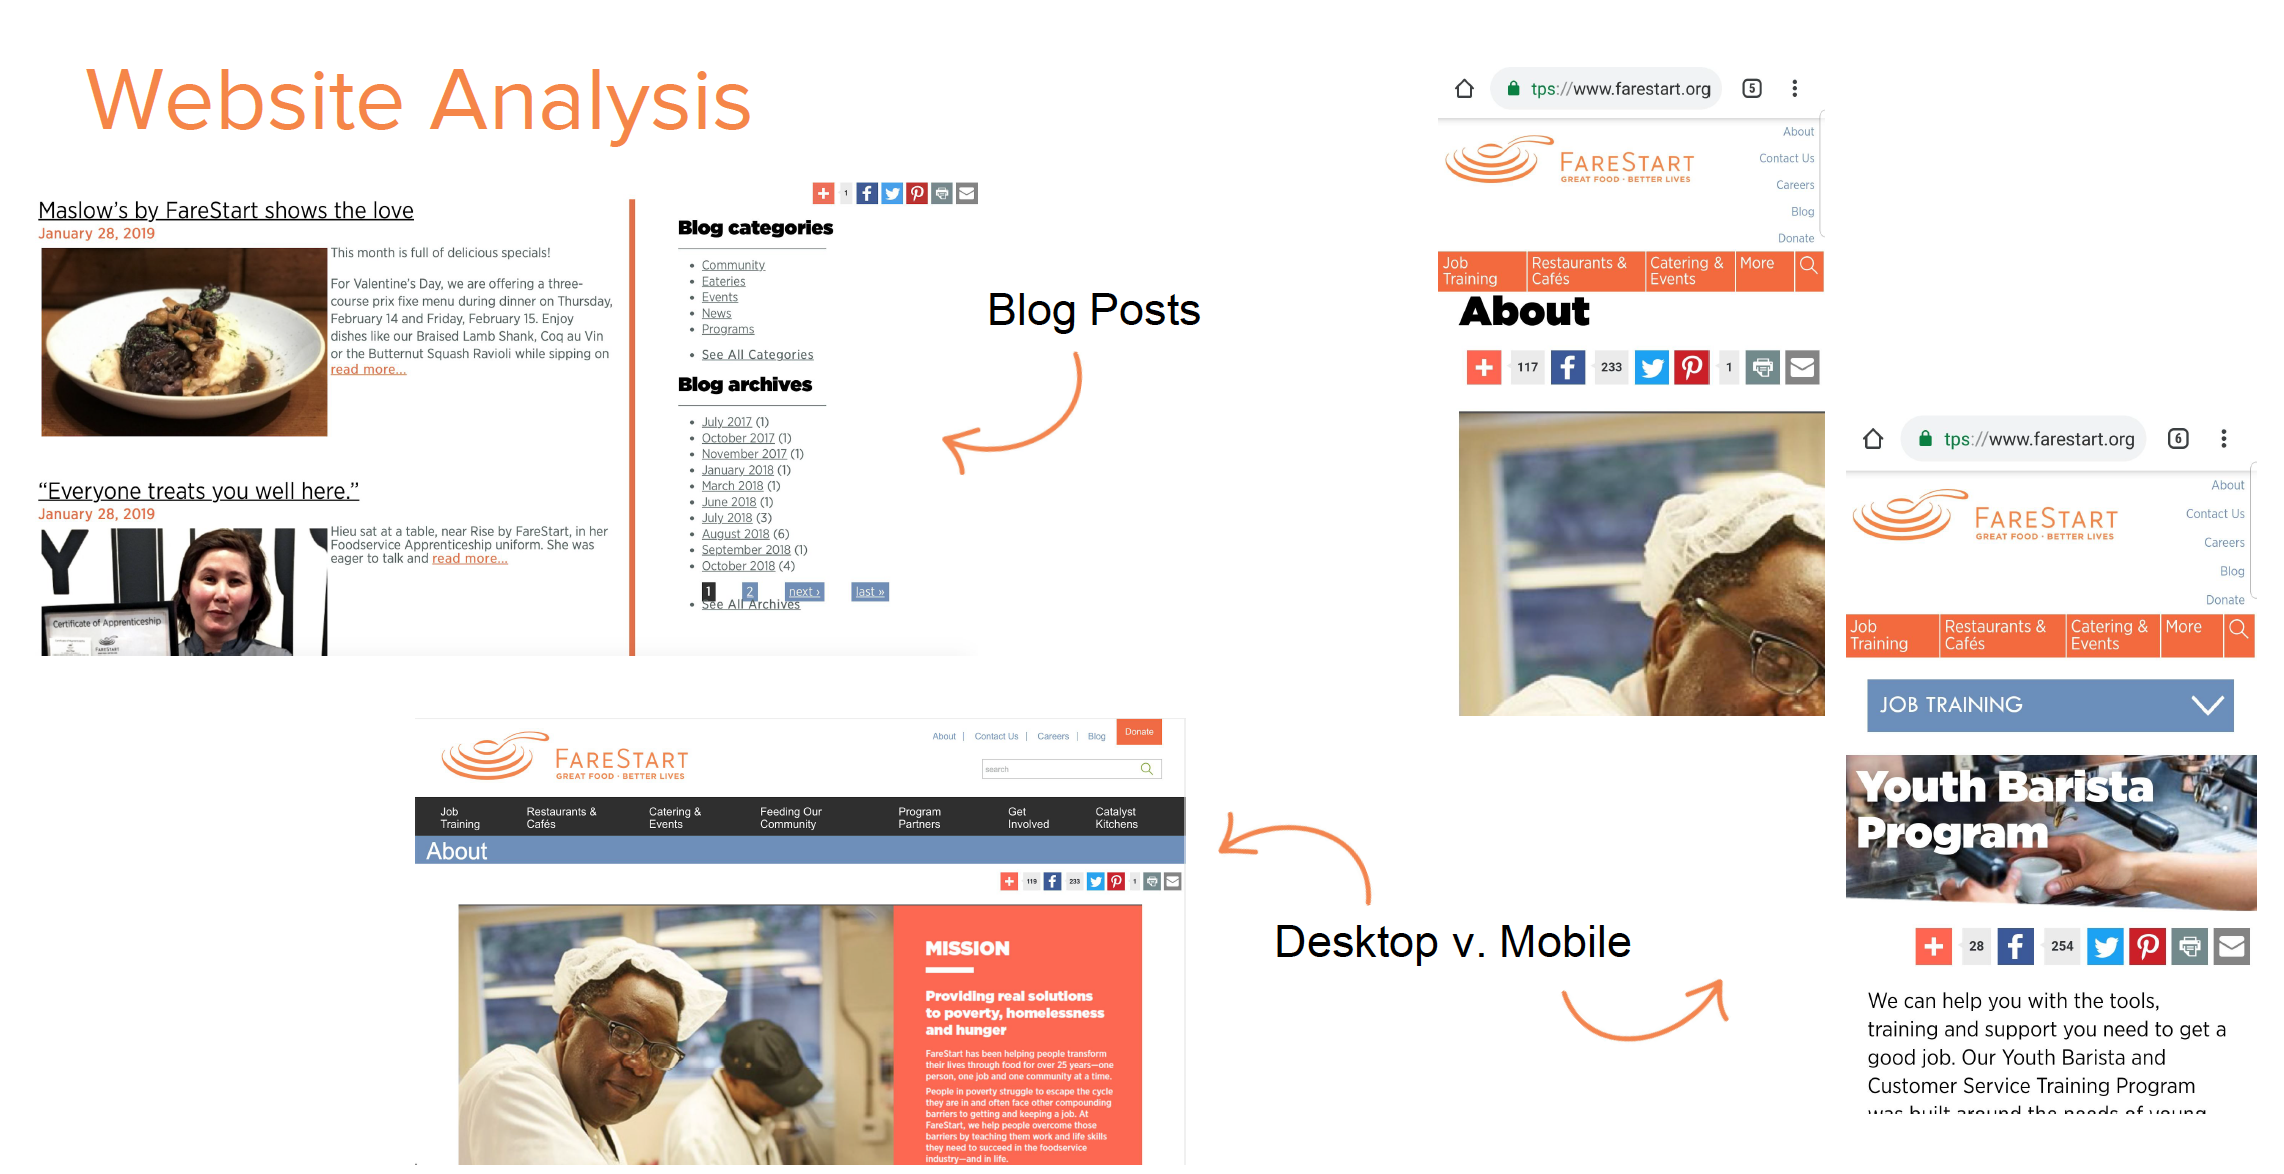 Website Analysis
1
Maslow's by FareStart shows the love
January 28, 2019
This month is full of delicious specials!
For Valentine's Day, we are offering a three-
course prix fixe menu during dinner on Thursday,
February 14 and Friday, February 15. Enjoy
dishes like our Braised Lamb Shank, Coq au Vin
or the Butternut Squash Ravioli while sipping on
read more...
"Everyone treats you well here."
January 28, 2019
Hieu sat at a table, near Rise by FareStart, in her
Foodservice Apprenticeship uniform. She was
eager to talk and read more...
Certificate of Apprenticeship
FARESTART
Blog categories
• Community
• Eateries
• Events
• News
• Programs
• See All Categories
Blog archives
• July 2017 (1)
• October 2017 (1)
• November 2017 (1)
• January 2018 (1)
• March 2018 (1)
• June 2018 (1)
• July 2018 (3)
• August 2018 (6)
• September 2018 (1)
• October 2018 (4)
1 2 next › last »
• See All Archives
Blog Posts
FARESTART
GREAT FOOD · BETTER LIVES
About | Contact Us | Careers | Blog Donate
search
Job Training
Restaurants & Cafés
Catering & Events
Feeding Our Community
Program Partners
Get Involved
Catalyst Kitchens
About
119 233 1
MISSION
Providing real solutions
to poverty, homelessness
and hunger
FareStart has been helping people transform
their lives through food for over 25 years—one
person, one job and one community at a time.
People in poverty struggle to escape the cycle
they are in and often face other compounding
barriers to getting and keeping a job. At
FareStart, we help people overcome those
barriers by teaching them work and life skills
they need to succeed in the foodservice
industry—and in life.
Desktop v. Mobile
tps://www.farestart.org 5
FARESTART
GREAT FOOD · BETTER LIVES
About
Contact Us
Careers
Blog
Donate
Job Training
Restaurants & Cafés
Catering & Events
More
About
117 233 1
tps://www.farestart.org 6
FARESTART
GREAT FOOD · BETTER LIVES
About
Contact Us
Careers
Blog
Donate
Job Training
Restaurants & Cafés
Catering & Events
More
JOB TRAINING
Youth Barista
Program
28 254
We can help you with the tools,
training and support you need to get a
good job. Our Youth Barista and
Customer Service Training Program
was built around the needs of young